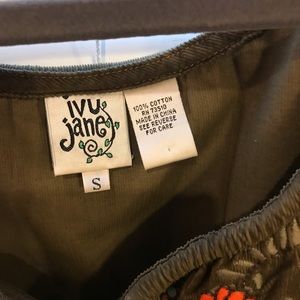 ivy
jane
S
100% COTTON
RN 73510
MADE IN CHINA
SEE REVERSE
FOR CARE